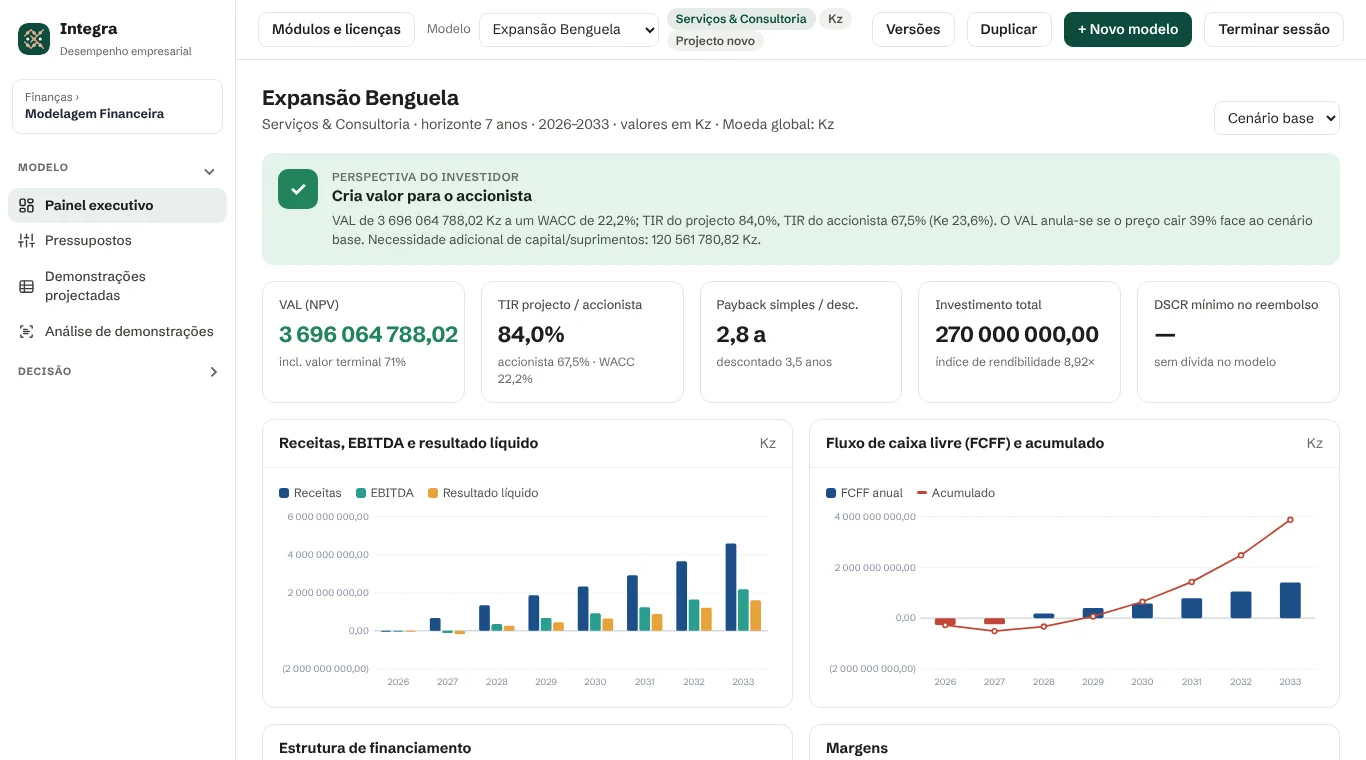 Integra
Desempenho empresarial
Finanças ›
Modelagem Financeira
MODELO
Painel executivo
Pressupostos
Demonstrações
projectadas
Análise de demonstrações
DECISÃO
Módulos e licenças
Modelo
Expansão Benguela
Serviços & Consultoria
Kz
Projecto novo
Versões
Duplicar
+ Novo modelo
Terminar sessão
Expansão Benguela
Serviços & Consultoria · horizonte 7 anos · 2026–2033 · valores em Kz · Moeda global: Kz
Cenário base
PERSPECTIVA DO INVESTIDOR
Cria valor para o accionista
VAL de 3 696 064 788,02 Kz a um WACC de 22,2%; TIR do projecto 84,0%, TIR do accionista 67,5% (Ke 23,6%). O VAL anula-se se o preço cair 39% face ao cenário
base. Necessidade adicional de capital/suprimentos: 120 561 780,82 Kz.
VAL (NPV)
3 696 064 788,02
incl. valor terminal 71%
TIR projecto / accionista
84,0%
accionista 67,5% · WACC
22,2%
Payback simples / desc.
2,8 a
descontado 3,5 anos
Investimento total
270 000 000,00
índice de rendibilidade 8,92×
DSCR mínimo no reembolso
—
sem dívida no modelo
Receitas, EBITDA e resultado líquido
Kz
Receitas
EBITDA
Resultado líquido
6 000 000 000,00
4 000 000 000,00
2 000 000 000,00
0,00
(2 000 000 000,00)
2026 2027 2028 2029 2030 2031 2032 2033
Fluxo de caixa livre (FCFF) e acumulado
Kz
FCFF anual
Acumulado
4 000 000 000,00
2 000 000 000,00
0,00
(2 000 000 000,00)
2026 2027 2028 2029 2030 2031 2032 2033
Estrutura de financiamento
Margens